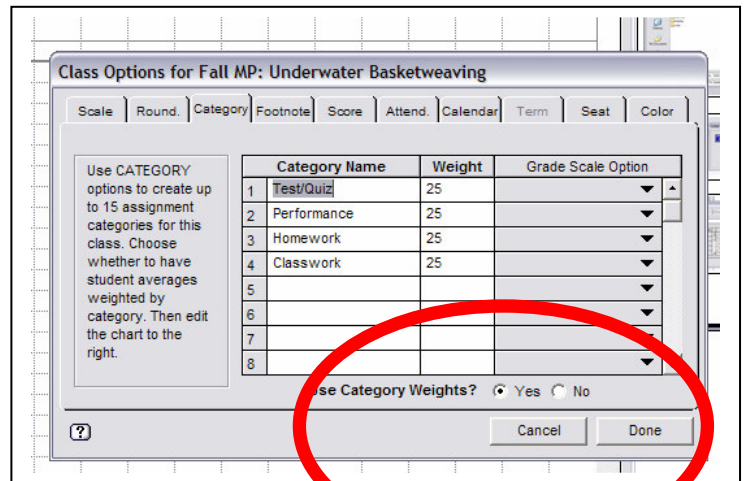 Class Options for Fall MP: Underwater Basketweaving
Scale Round. Category Footnote Score Attend. Calendar Term Seat Color
Use CATEGORY
options to create up
to 15 assignment
categories for this
class. Choose
whether to have
student averages
weighted by
category. Then edit
the chart to the
right.
Category Name Weight Grade Scale Option
1 Test/Quiz 25
2 Performance 25
3 Homework 25
4 Classwork 25
5
6
7
8
Use Category Weights? Yes No
? Cancel Done